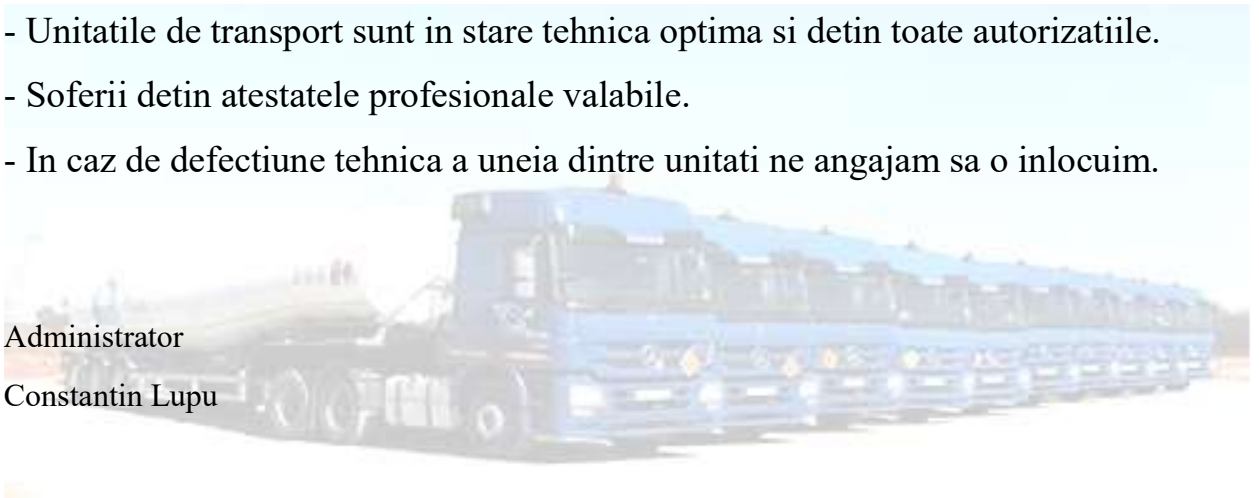 - Unitatile de transport sunt in stare tehnica optima si detin toate autorizatiile.
- Soferii detin atestatele profesionale valabile.
- In caz de defectiune tehnica a uneia dintre unitati ne angajam sa o inlocuim.
Administrator
Constantin Lupu